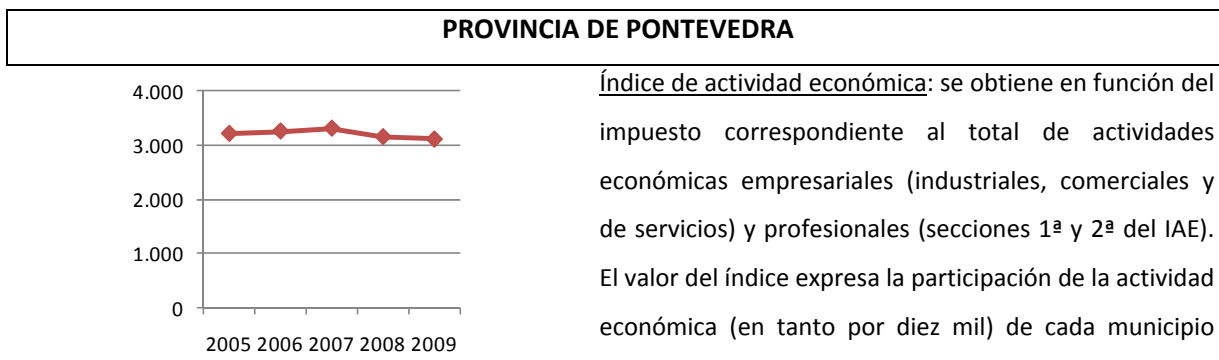 PROVINCIA DE PONTEVEDRA
4.000
3.000
2.000
1.000
0
2005 2006 2007 2008 2009
Índice de actividad económica: se obtiene en función del
impuesto correspondiente al total de actividades
económicas empresariales (industriales, comerciales y
de servicios) y profesionales (secciones 1ª y 2ª del IAE).
El valor del índice expresa la participación de la actividad
económica (en tanto por diez mil) de cada municipio